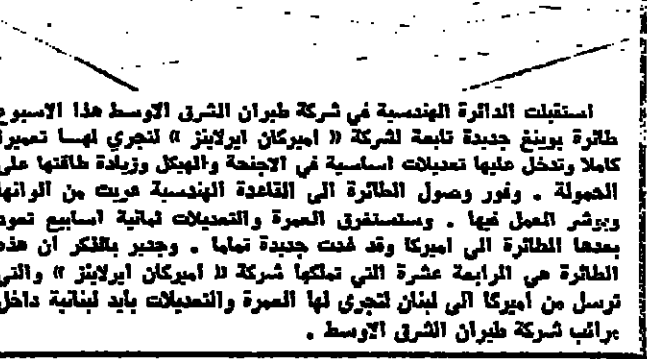 استقبلت الدائرة الهندسية في شركة طيران الشرق الاوسط هذا الاسبوع
طائرة بوينغ جديدة تابعة لشركة « اميركان ايرلاينز » لتجري لهسا تعميرا
كاملا وتدخل عليها تعديلات اساسية في الاجنحة والهيكل وزيادة طاقتها على
الحمولة . وفور وصول الطائرة الى القاعدة الهندسية عريت من الوانها
وبوشر العمل فيها . وستستغرق العمرة والتعديلات ثمانية اسابيع تعود
بعدها الطائرة الى اميركا وقد غدت جديدة تماما . وجدير بالذكر ان هذه
الطائرة هي الرابعة عشرة التي تملكها شركة « اميركان ايرلاينز » والتي
ترسل من اميركا الى لبنان لتجرى لها العمرة والتعديلات بايد لبنانية داخل
مرائب شركة طيران الشرق الاوسط .